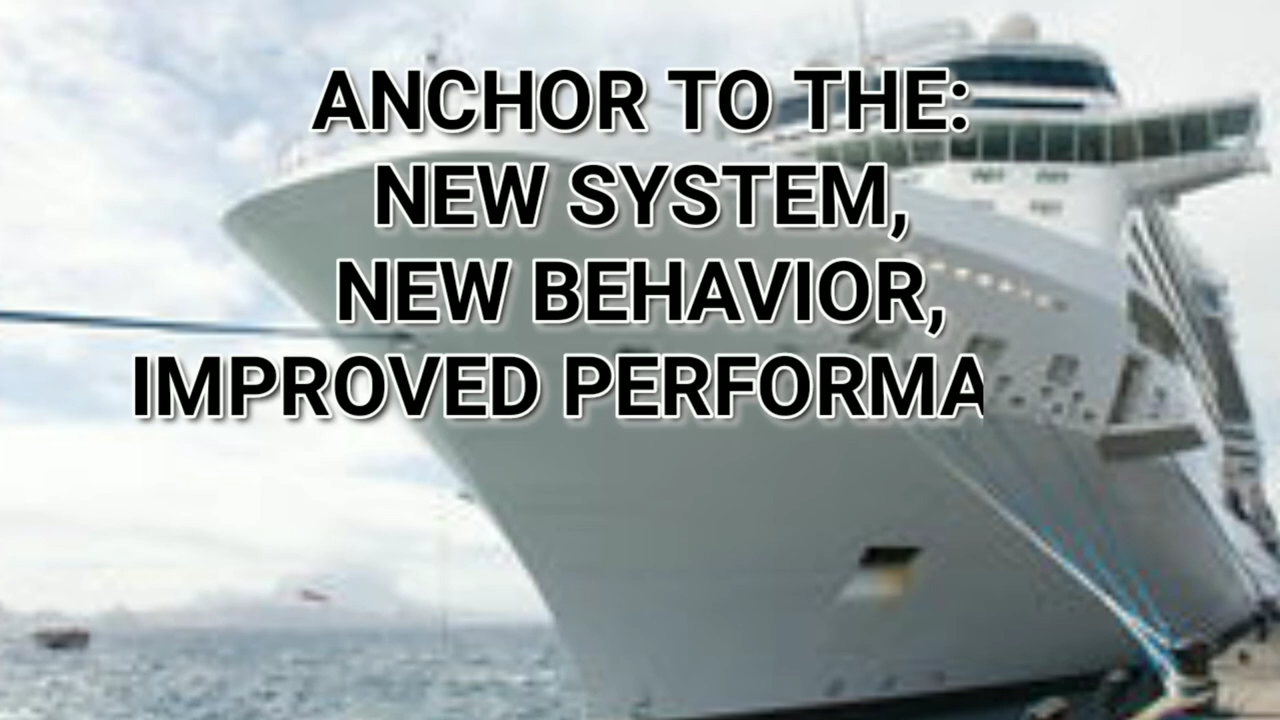 ANCHOR TO THE:
NEW SYSTEM,
NEW BEHAVIOR,
IMPROVED PERFORMA